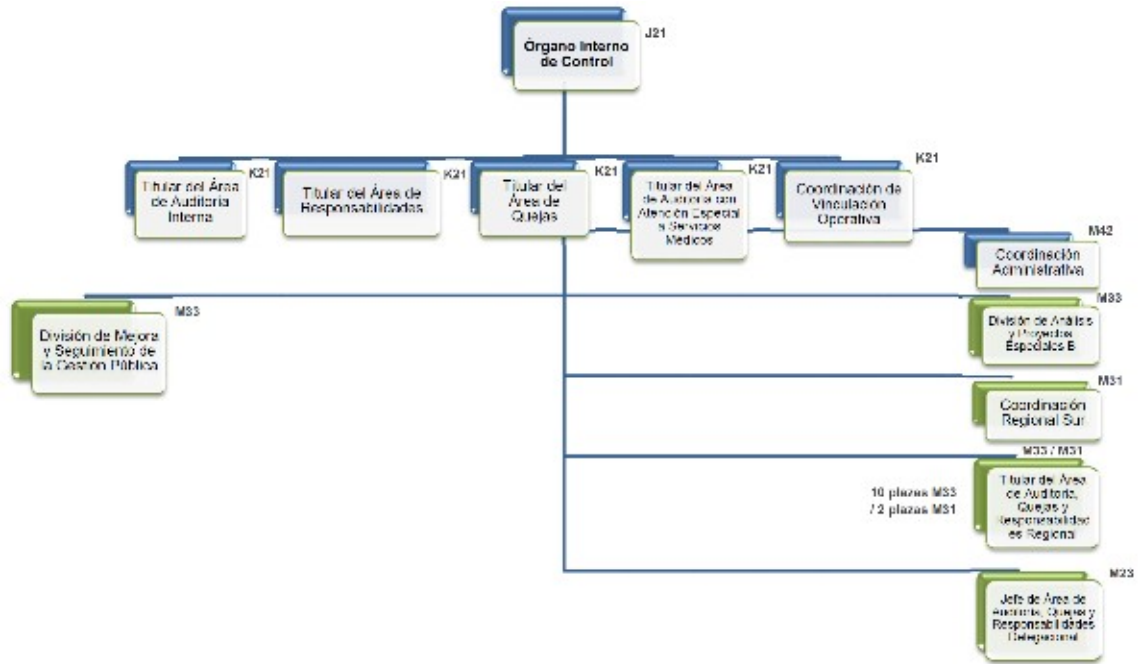 J21
Órgano Interno
de Control
K21
Titular del Área
de Auditoría
Interna
K21
Titular del Área de
Responsabilidades
K21
Titular del
Área de
Quejas
K21
Titular del Área
de Auditoría con
Atención Especial
a Servicios
Médicos
K21
Coordinación de
Vinculación
Operativa
M42
Coordinación
Administrativa
M33
División de Mejora
y Seguimiento de
la Gestión Pública
M33
División de Análisis
y Proyectos
Especiales B
M31
Coordinación
Regional Sur
M33 / M31
10 plazas M33
/ 2 plazas M31
Titular del Área
de Auditoría,
Quejas y
Responsabilidad
es Regional
M23
Jefe de Área de
Auditoría, Quejas y
Responsabilidades
Delegacional